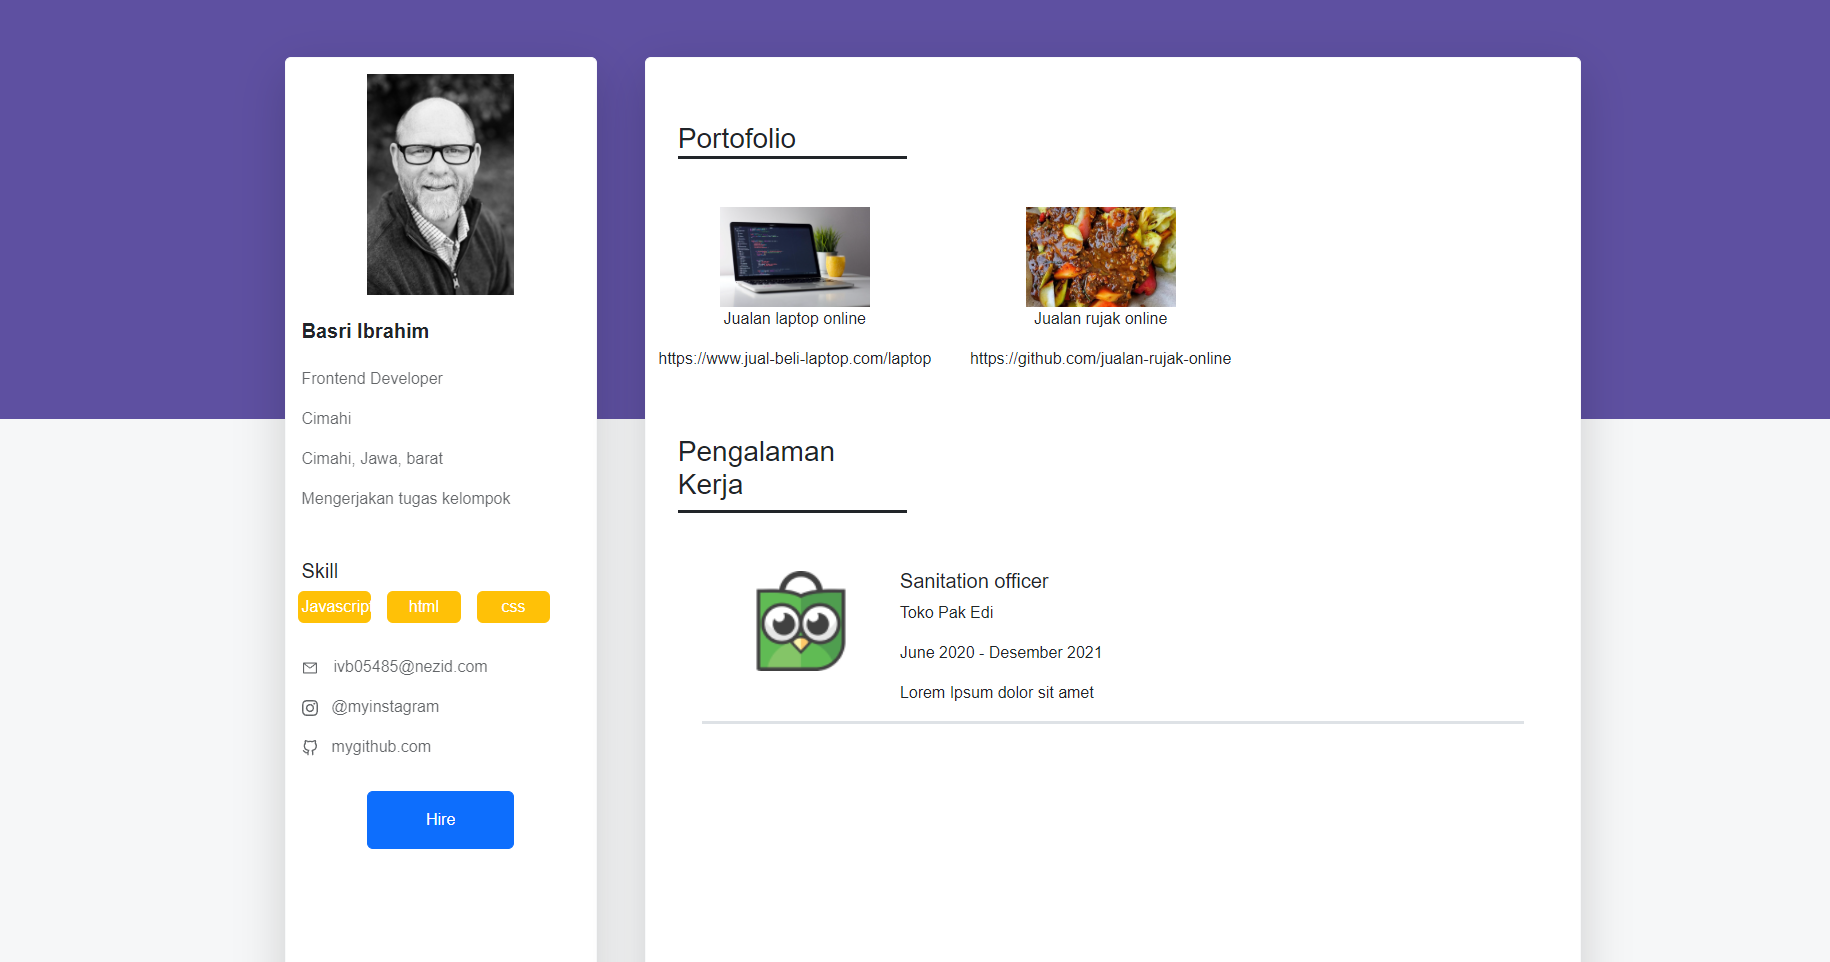 Basri Ibrahim
Frontend Developer
Cimahi
Cimahi, Jawa, barat
Mengerjakan tugas kelompok
Skill
Javascript html css
ivb05485@nezid.com
@myinstagram
mygithub.com
Hire
Portofolio
Jualan laptop online
https://www.jual-beli-laptop.com/laptop
Jualan rujak online
https://github.com/jualan-rujak-online
Pengalaman
Kerja
Sanitation officer
Toko Pak Edi
June 2020 - Desember 2021
Lorem Ipsum dolor sit amet